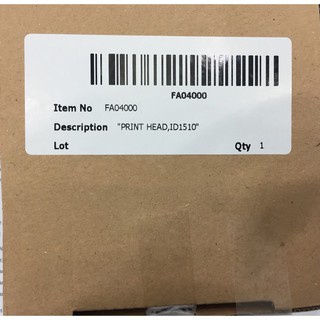 FA04000
Item No FA04000
Description "PRINT HEAD,ID1510"
Lot Qty 1